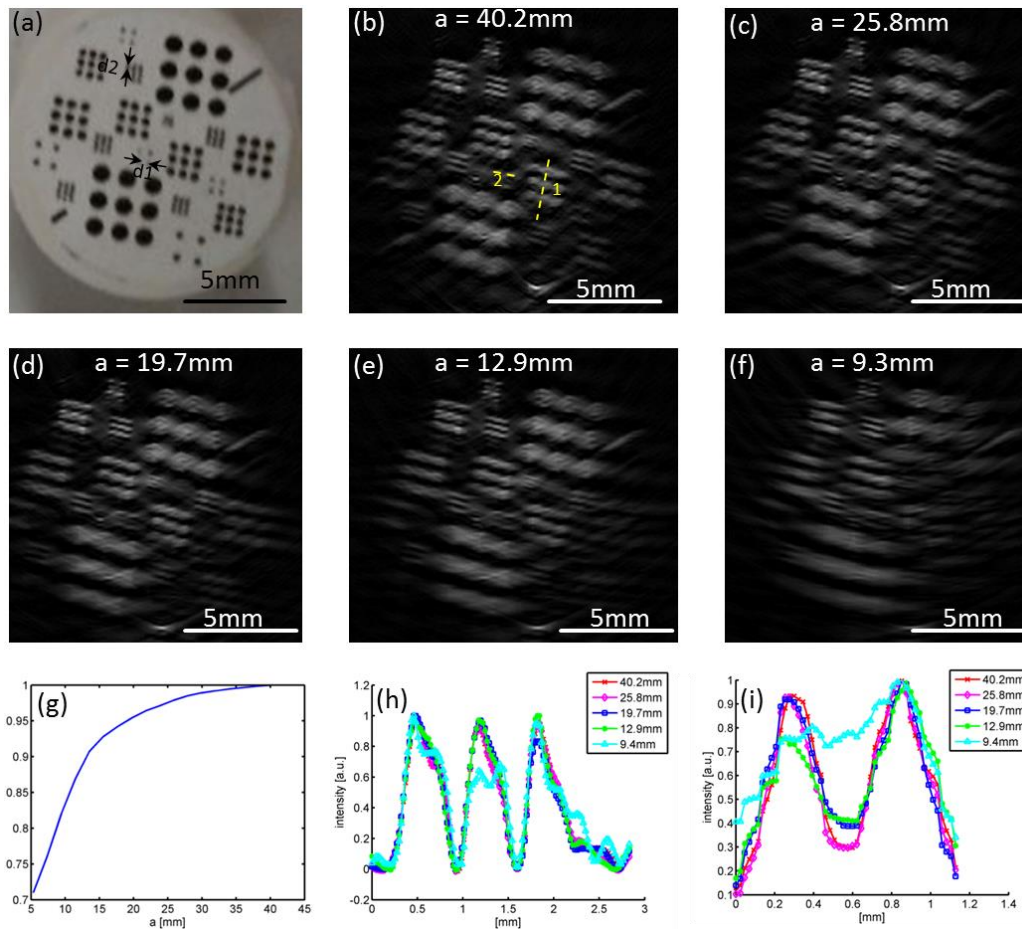 (a)
d2
d1
5mm
(b)
a = 40.2mm
2
1
5mm
(c)
a = 25.8mm
5mm
(d)
a = 19.7mm
5mm
(e)
a = 12.9mm
5mm
(f)
a = 9.3mm
5mm
(g)
1
0.95
0.9
0.85
0.8
0.75
0.7
5 10 15 20 25 30 35 40 45
a [mm]
(h)
40.2mm
25.8mm
19.7mm
12.9mm
9.4mm
intensity [a.u.]
1.2
1
0.8
0.6
0.4
0.2
0
-0.2
0 0.5 1 1.5 2 2.5 3
[mm]
(i)
40.2mm
25.8mm
19.7mm
12.9mm
9.4mm
intensity [a.u.]
1
0.9
0.8
0.7
0.6
0.5
0.4
0.3
0.2
0.1
0 0.2 0.4 0.6 0.8 1 1.2 1.4
[mm]